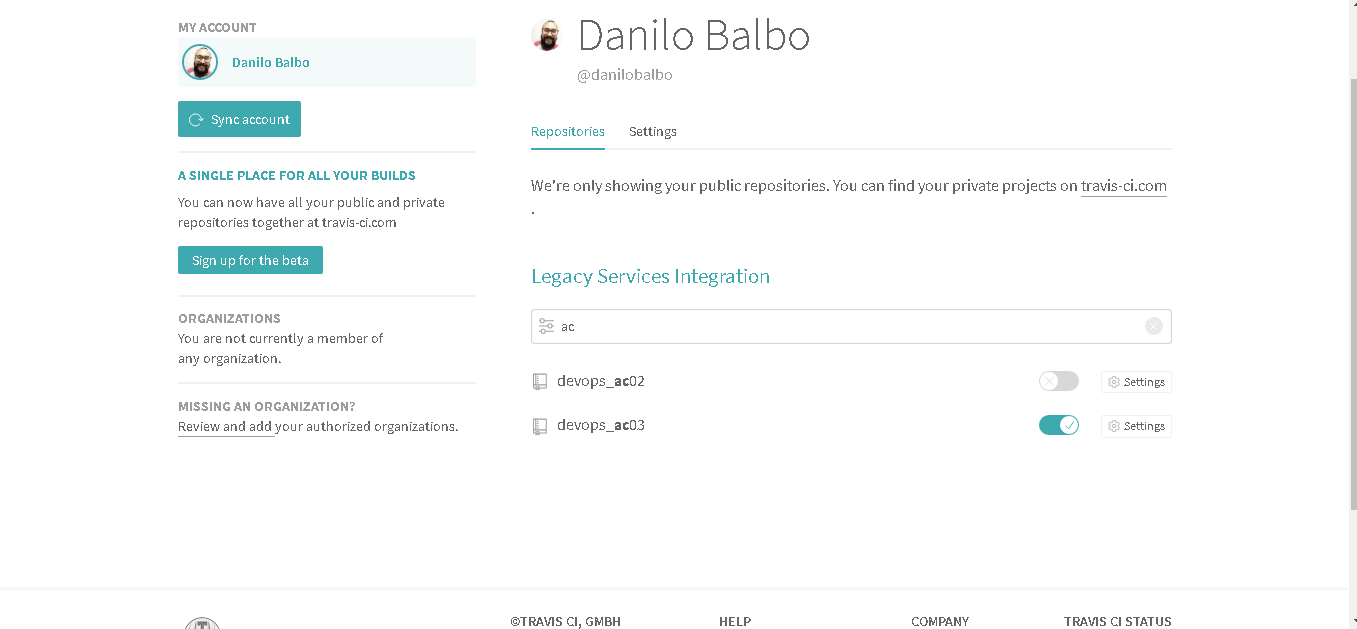 MY ACCOUNT
Danilo Balbo
Sync account
A SINGLE PLACE FOR ALL YOUR BUILDS
You can now have all your public and private
repositories together at travis-ci.com
Sign up for the beta
ORGANIZATIONS
You are not currently a member of
any organization.
MISSING AN ORGANIZATION?
Review and add your authorized organizations.
Danilo Balbo
@danilobalbo
Repositories Settings
We're only showing your public repositories. You can find your private projects on travis-ci.com
.
Legacy Services Integration
ac
devops_ac02 Settings
devops_ac03 Settings
©TRAVIS CI, GMBH HELP COMPANY TRAVIS CI STATUS